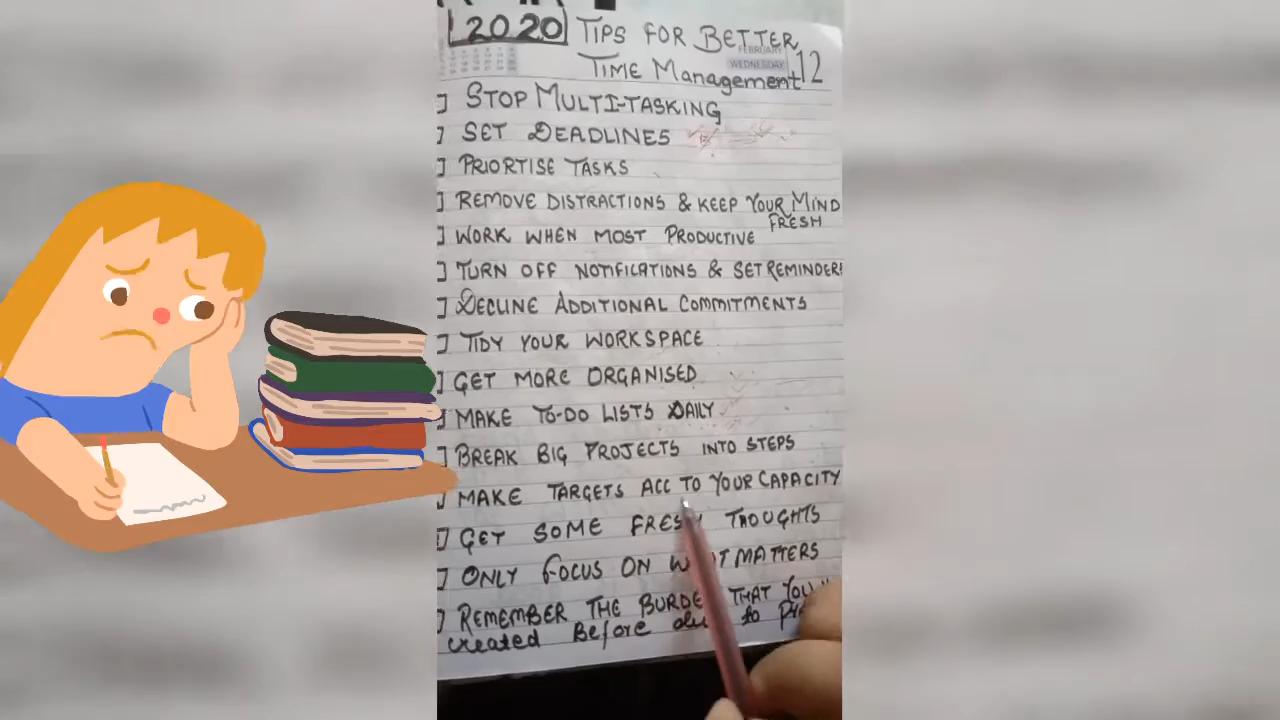 2020 TIPS FOR BETTER
FEBRUARY
TIME MANAGEMENT 12
WEDNESDAY
STOP MULTI-TASKING
SET DEADLINES
PRIORTISE TASKS
REMOVE DISTRACTIONS & KEEP YOUR MIND
FRESH
WORK WHEN MOST PRODUCTIVE
TURN OFF NOTIFICATIONS & SET REMINDER
DECLINE ADDITIONAL COMMITMENTS
TIDY YOUR WORKSPACE
GET MORE ORGANISED
MAKE TO-DO LISTS DAILY
BREAK BIG PROJECTS INTO STEPS
MAKE TARGETS ACC TO YOUR CAPACITY
GET SOME FRESH THOUGHTS
ONLY FOCUS ON WHAT MATTERS
REMEMBER THE BURDEN THAT YOU
created Before to